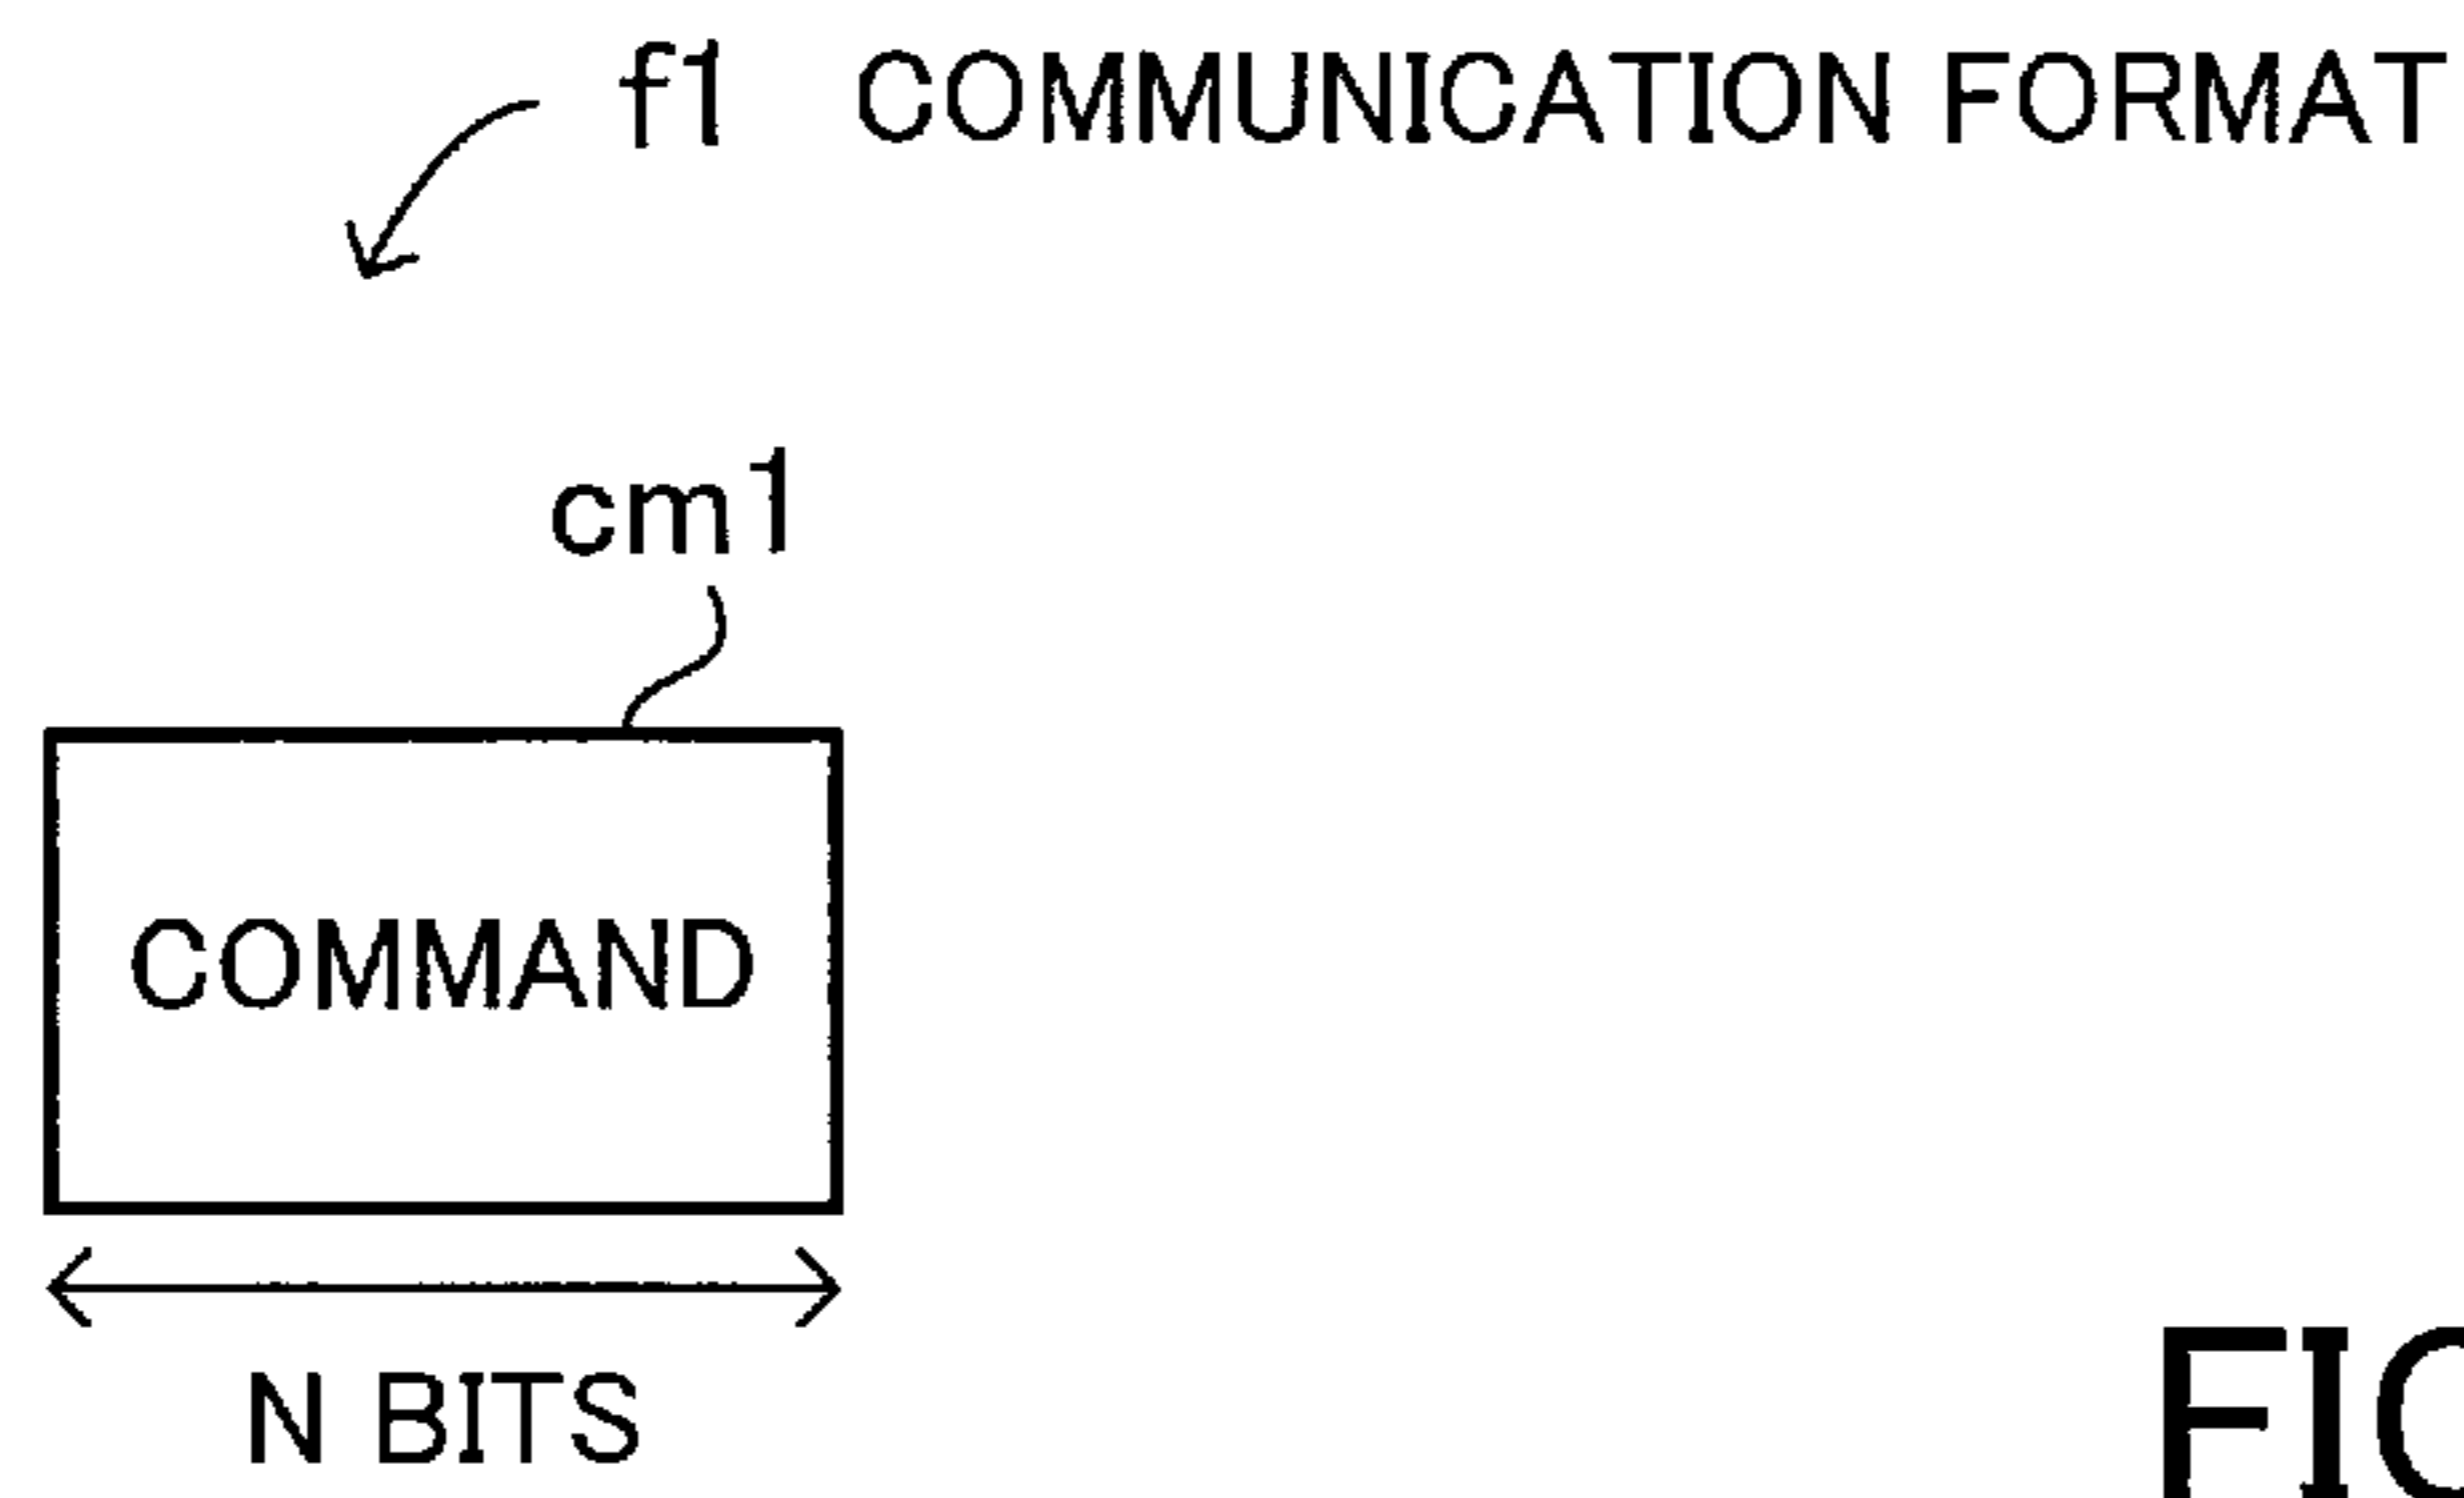 f1 COMMUNICATION FORMAT
cm1
COMMAND
N BITS